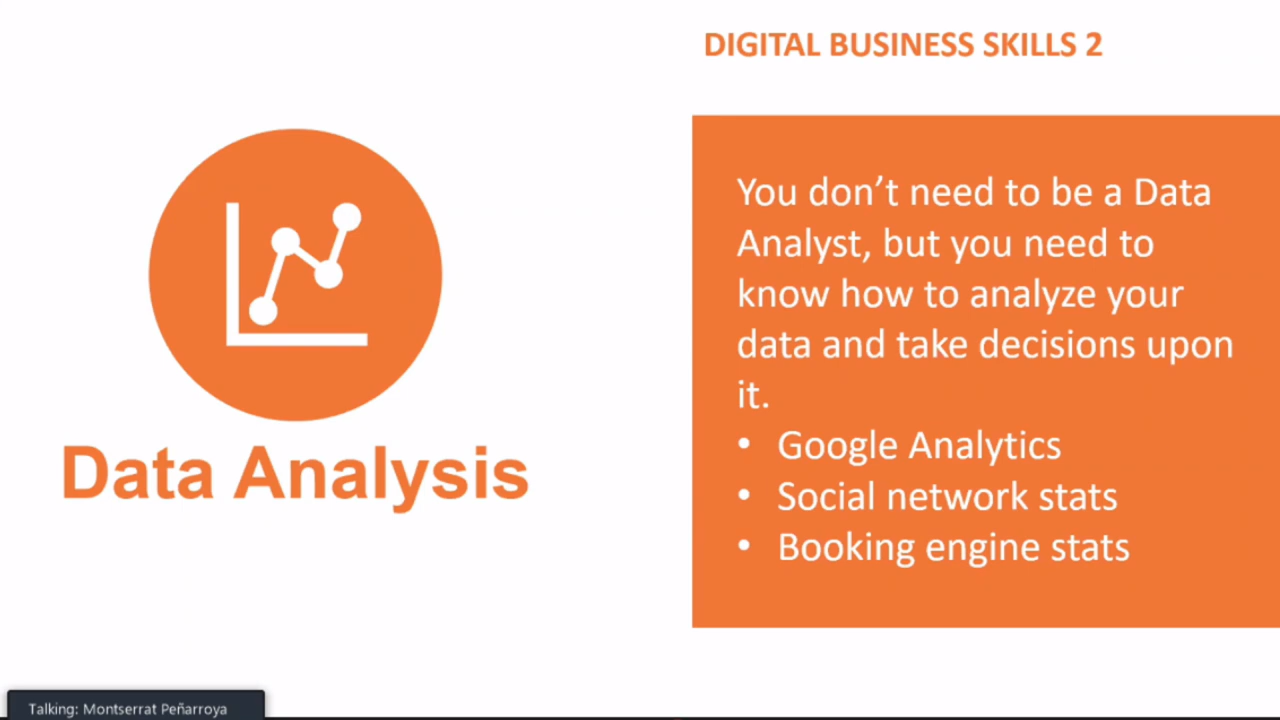 DIGITAL BUSINESS SKILLS 2
You don’t need to be a Data
Analyst, but you need to
know how to analyze your
data and take decisions upon
it.
• Google Analytics
• Social network stats
• Booking engine stats
Data Analysis
Talking: Montserrat Peñarroya